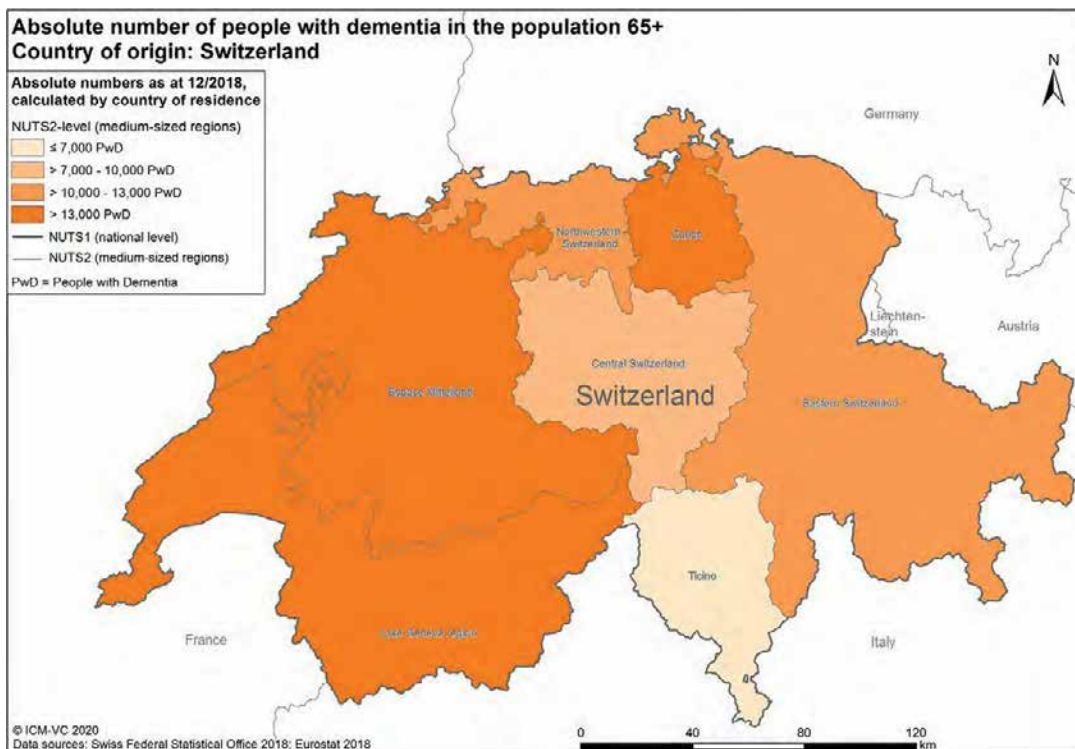 Absolute number of people with dementia in the population 65+
Country of origin: Switzerland
Absolute numbers as at 12/2018,
calculated by country of residence
NUTS2-level (medium-sized regions)
≤ 7,000 PwD
> 7,000 - 10,000 PwD
> 10,000 - 13,000 PwD
> 13,000 PwD
NUTS1 (national level)
NUTS2 (medium-sized regions)
PwD = People with Dementia
N
Germany
Northwestern
Switzerland
Zurich
Liechten-
stein
Austria
Central Switzerland
Switzerland
Espace Mittelland
Eastern Switzerland
Ticino
Lake Geneva region
France
Italy
© ICM-VC 2020
Data sources: Swiss Federal Statistical Office 2018; Eurostat 2018
0 40 80 120
km